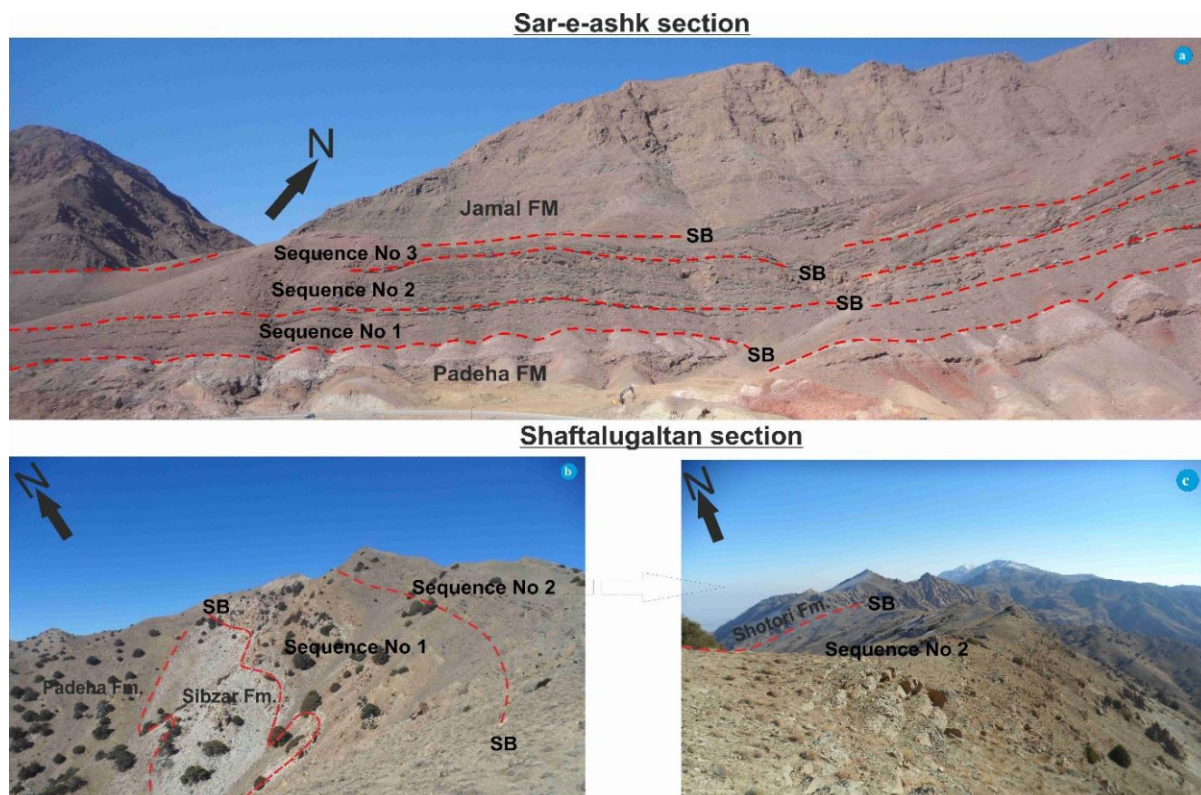 Sar-e-ashk section
a
N
Jamal FM
SB
Sequence No 3
SB
Sequence No 2
SB
Sequence No 1
SB
Padeha FM
Shaftalugaltan section
b
N
SB
Sequence No 2
Sequence No 1
Padeha Fm.
Sibzar Fm.
SB
c
N
SB
Shotori Fm.
Sequence No 2